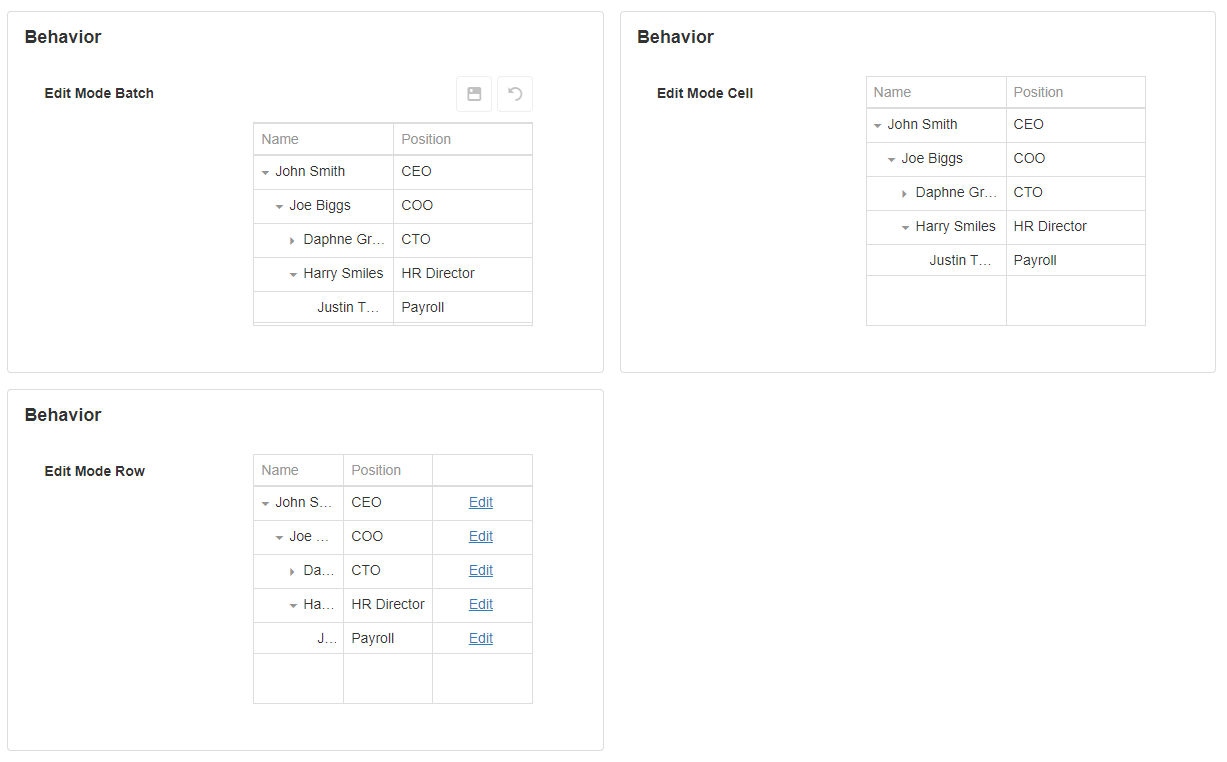 Behavior
Edit Mode Batch
Name Position
John Smith CEO
Joe Biggs COO
Daphne Gr... CTO
Harry Smiles HR Director
Justin T... Payroll
Behavior
Edit Mode Cell
Name Position
John Smith CEO
Joe Biggs COO
Daphne Gr... CTO
Harry Smiles HR Director
Justin T... Payroll
Behavior
Edit Mode Row
Name Position
John S... CEO Edit
Joe ... COO Edit
Da... CTO Edit
Ha... HR Director Edit
J... Payroll Edit